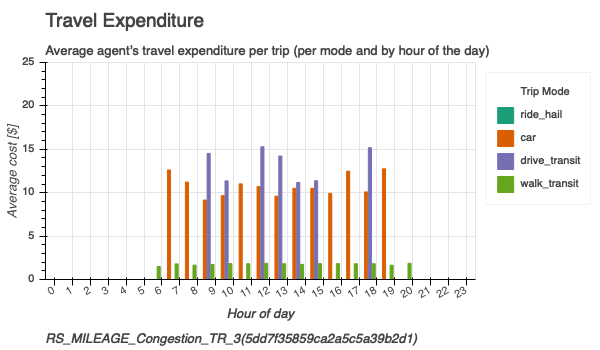 Travel Expenditure
Average agent's travel expenditure per trip (per mode and by hour of the day)
25
20
15
10
5
0
Average cost [$]
0 1 2 3 4 5 6 7 8 9 10 11 12 13 14 15 16 17 18 19 20 21 22 23
Hour of day
Trip Mode
ride_hail
car
drive_transit
walk_transit
RS_MILEAGE_Congestion_TR_3(5dd7f35859ca2a5c5a39b2d1)